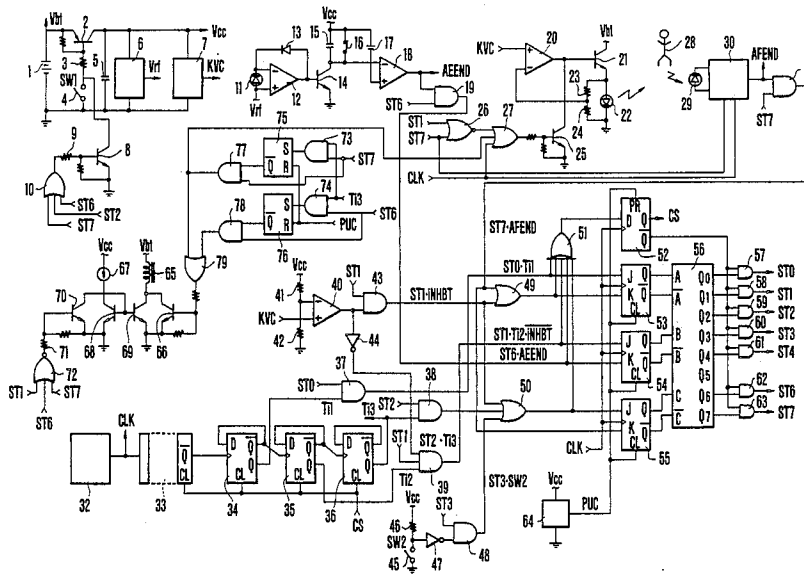 Vb1
2
Vcc
6
7
5
1
3
SW1
4
Vrf
KVC
9
8
10
ST6
ST2
S̅T̅7̅
13
11
12
Vrf
Vcc
15
16
17
14
18
AEEND
19
ST6
KVC
20
Vb1
21
23
22
24
25
26
27
ST1
ST7
CLK
28
29
30
AFEND
ST7
75
73
77
S
Q̅ R
ST7
74
Ti3
78
S
Q̅ R
PUC
ST6
76
79
Vcc
67
Vb1
65
70
68
69
66
71
72
ST1
ST6
S̅T̅7̅
Vcc
41
KVC
42
40
ST1
43
ST1·INHBT
44
37
ST0
Ti1
38
ST2
Ti3
ST1
ST2·Ti3
39
Ti2
49
50
51
ST7·AFEND
ST0·Ti1
ST1·Ti2·I̅N̅H̅B̅T̅
ST6·AEEND
ST3·SW2
PR
D Q
Q̅
CS
52
J Q
K Q̅
CL
53
J Q
K Q̅
CL
54
J Q
K Q̅
CL
55
56
A
A̅
B
B̅
C
C̅
Q0
Q1
Q2
Q3
Q4
Q5
Q6
Q7
57
58
59
60
61
62
63
ST0
ST1
ST2
ST3
ST4
ST6
ST7
CLK
CLK
32
33
Q̅
CL
D Q̅
Q
CL
34
D Q̅
Q
CL
35
D Q̅
Q
CL
36
CS
Vcc
46
SW2
45
47
ST3
48
Vcc
64
PUC